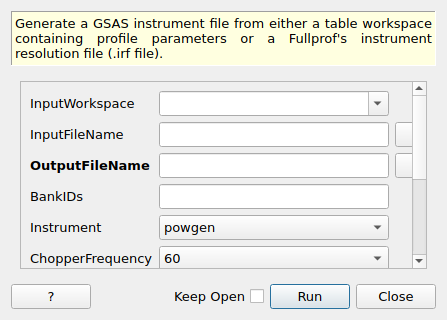 Generate a GSAS instrument file from either a table workspace
containing profile parameters or a Fullprof's instrument
resolution file (.irf file).
InputWorkspace
InputFileName
OutputFileName
BankIDs
Instrument powgen
ChopperFrequency 60
? Keep Open Run Close